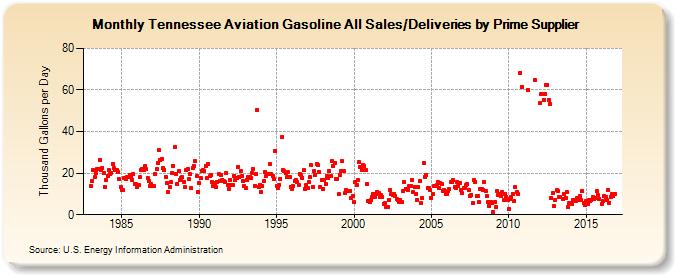 Monthly Tennessee Aviation Gasoline All Sales/Deliveries by Prime Supplier
Thousand Gallons per Day
80
60
40
20
0
1985 1990 1995 2000 2005 2010 2015
Source: U.S. Energy Information Administration